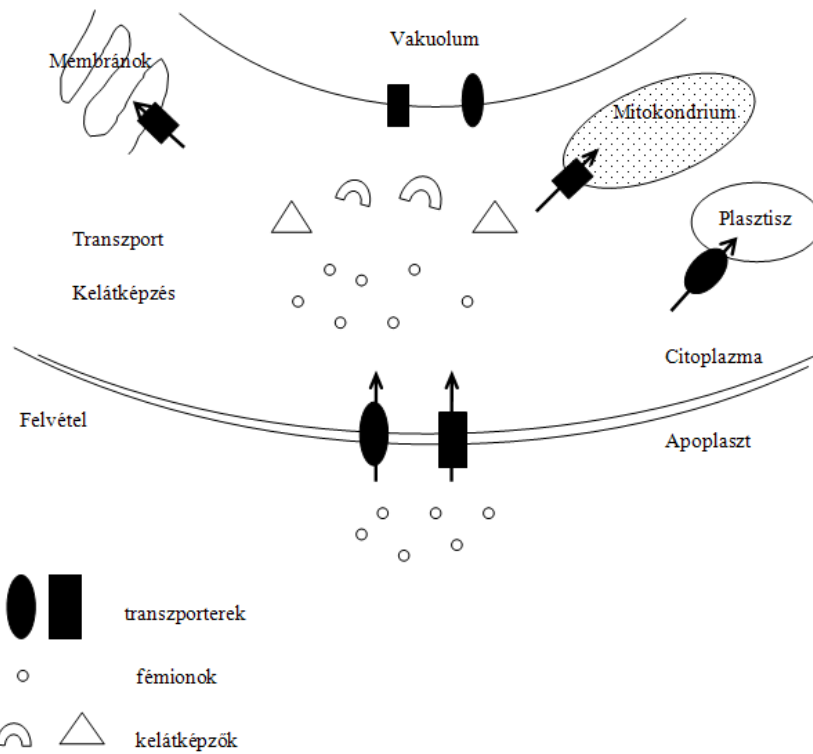 Vakuolum
Membránok
Mitokondrium
Plasztisz
Transzport
Kelátképzés
Citoplazma
Felvétel
Apoplaszt
transzporterek
fémionok
kelátképzők